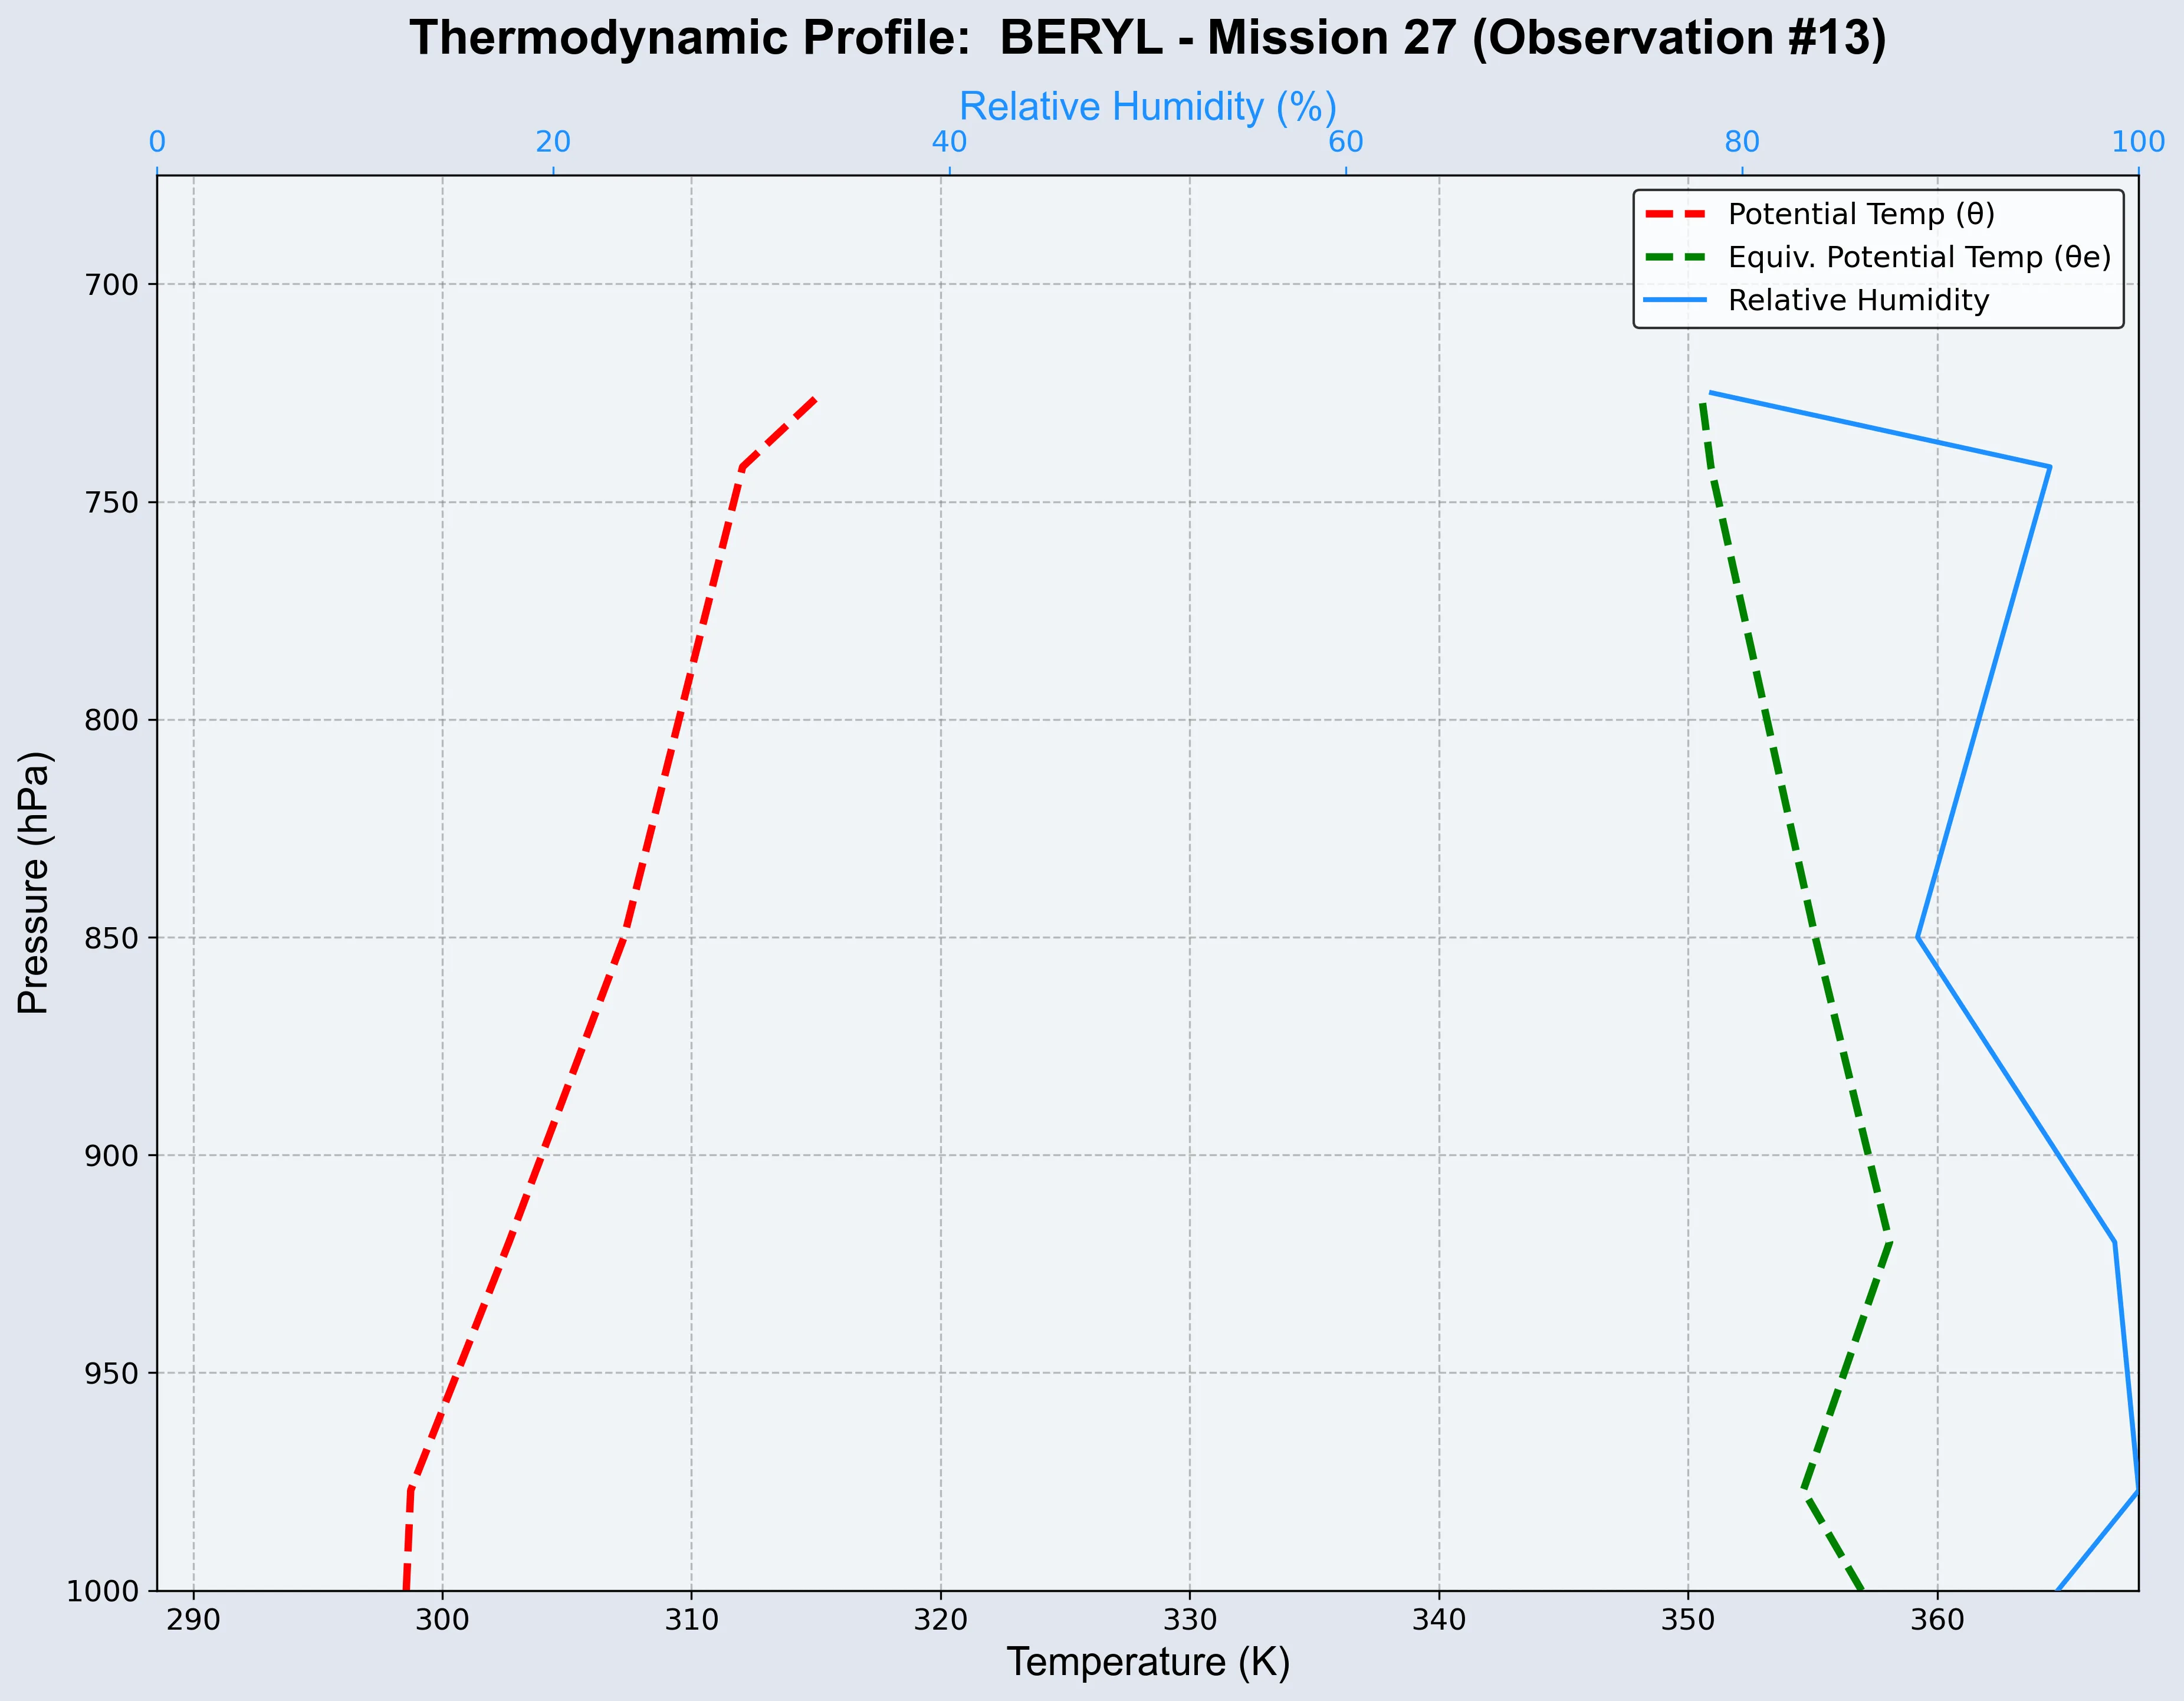 Thermodynamic Profile:  BERYL - Mission 27 (Observation #13)
Relative Humidity (%)
0 20 40 60 80 100
Potential Temp (θ)
Equiv. Potential Temp (θe)
Relative Humidity
700
750
800
850
900
950
1000
Pressure (hPa)
290 300 310 320 330 340 350 360
Temperature (K)